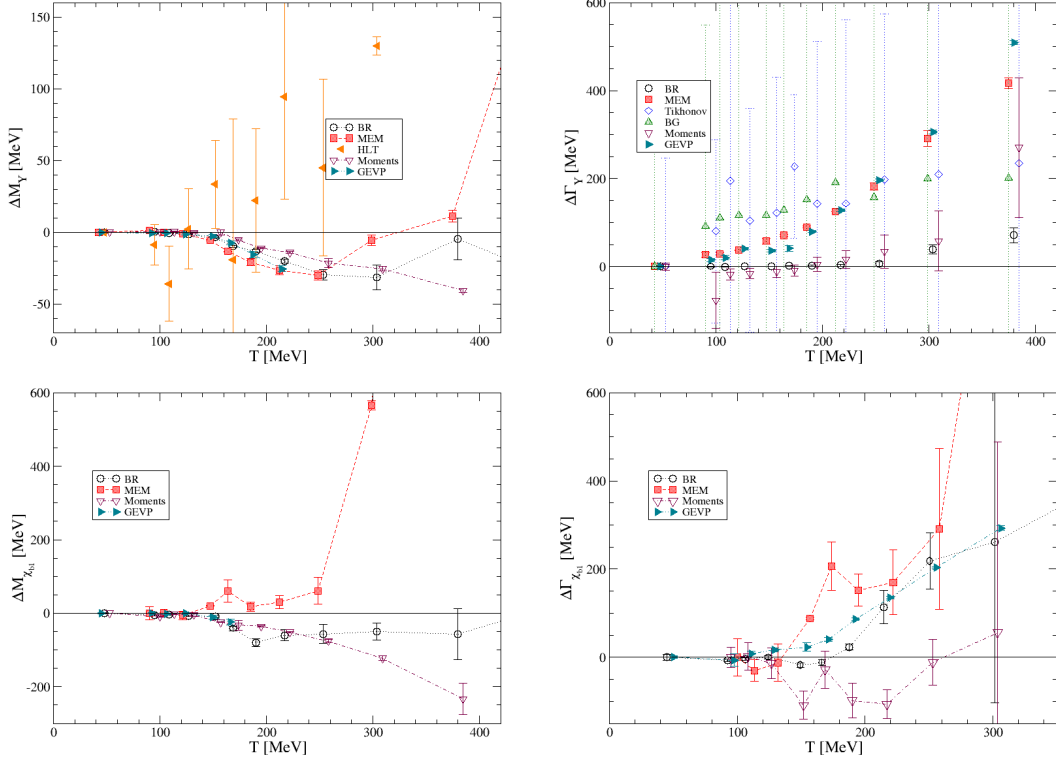 150
100
50
0
-50
ΔM_Υ [MeV]
BR
MEM
HLT
Moments
GEVP
0
100
200
300
400
T [MeV]
600
400
200
0
ΔΓ_Υ [MeV]
BR
MEM
Tikhonov
BG
Moments
GEVP
0
100
200
300
400
T [MeV]
600
400
200
0
-200
ΔM_χ_b1 [MeV]
BR
MEM
Moments
GEVP
0
100
200
300
400
T [MeV]
600
400
200
0
ΔΓ_χ_b1 [MeV]
BR
MEM
Moments
GEVP
0
100
200
300
T [MeV]